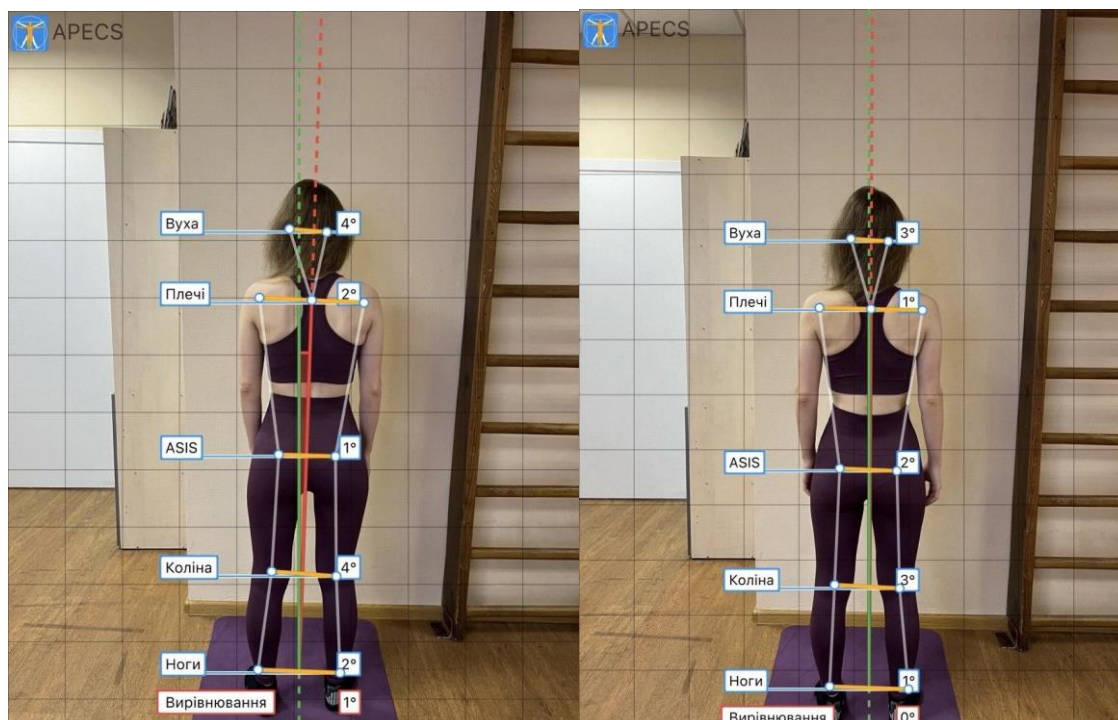 APECS
Вуха 4°
Плечі 2°
ASIS 1°
Коліна 4°
Ноги 2°
Вирівнювання 1°
APECS
Вуха 3°
Плечі 1°
ASIS 2°
Коліна 3°
Ноги 1°
Вирівнювання 0°